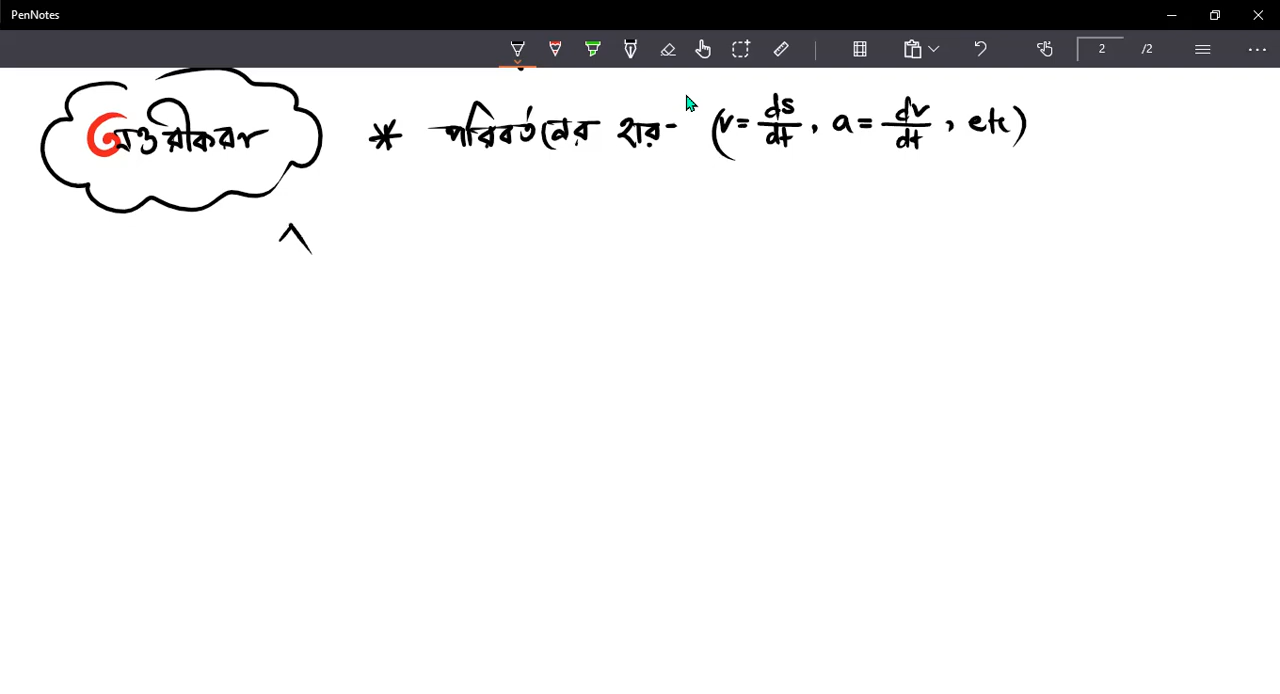 PenNotes
2 /2
অন্তরীকরণ * পরিবর্তনের হার - (v = ds/dt, a = dv/dt, etc)